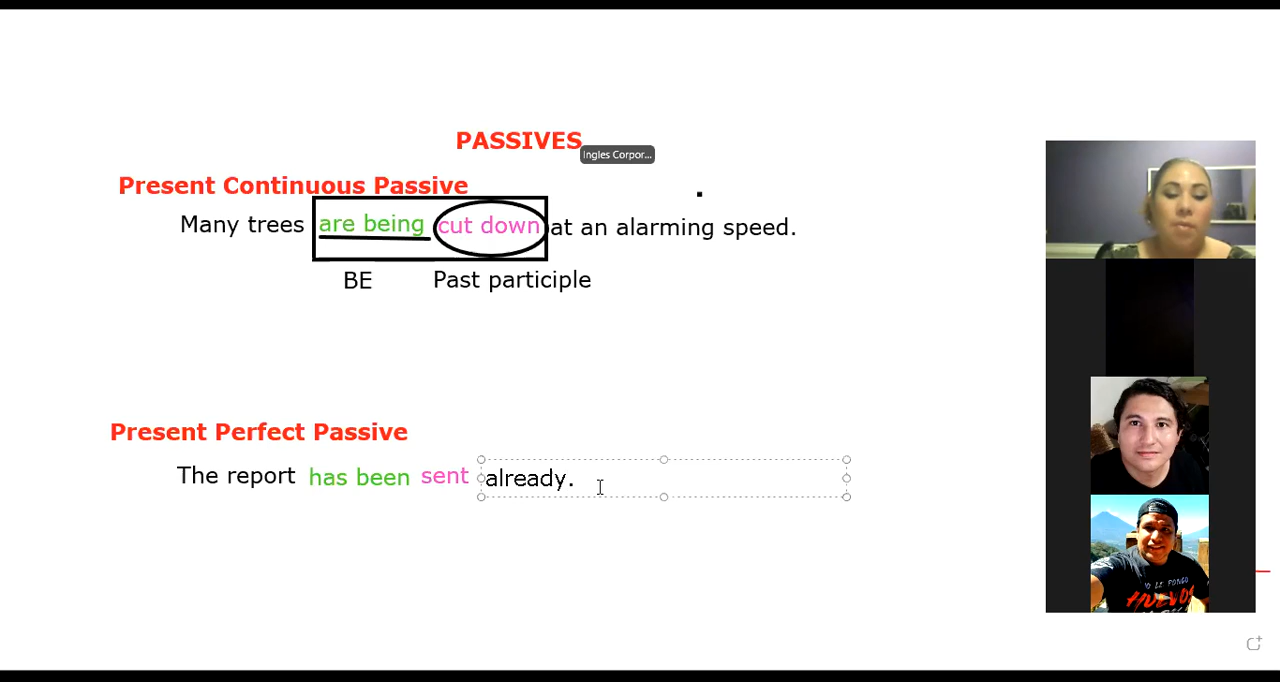 PASSIVES
Ingles Corpor...
Present Continuous Passive
Many trees are being cut down at an alarming speed.
BE Past participle
Present Perfect Passive
The report has been sent already.
HUEVOS